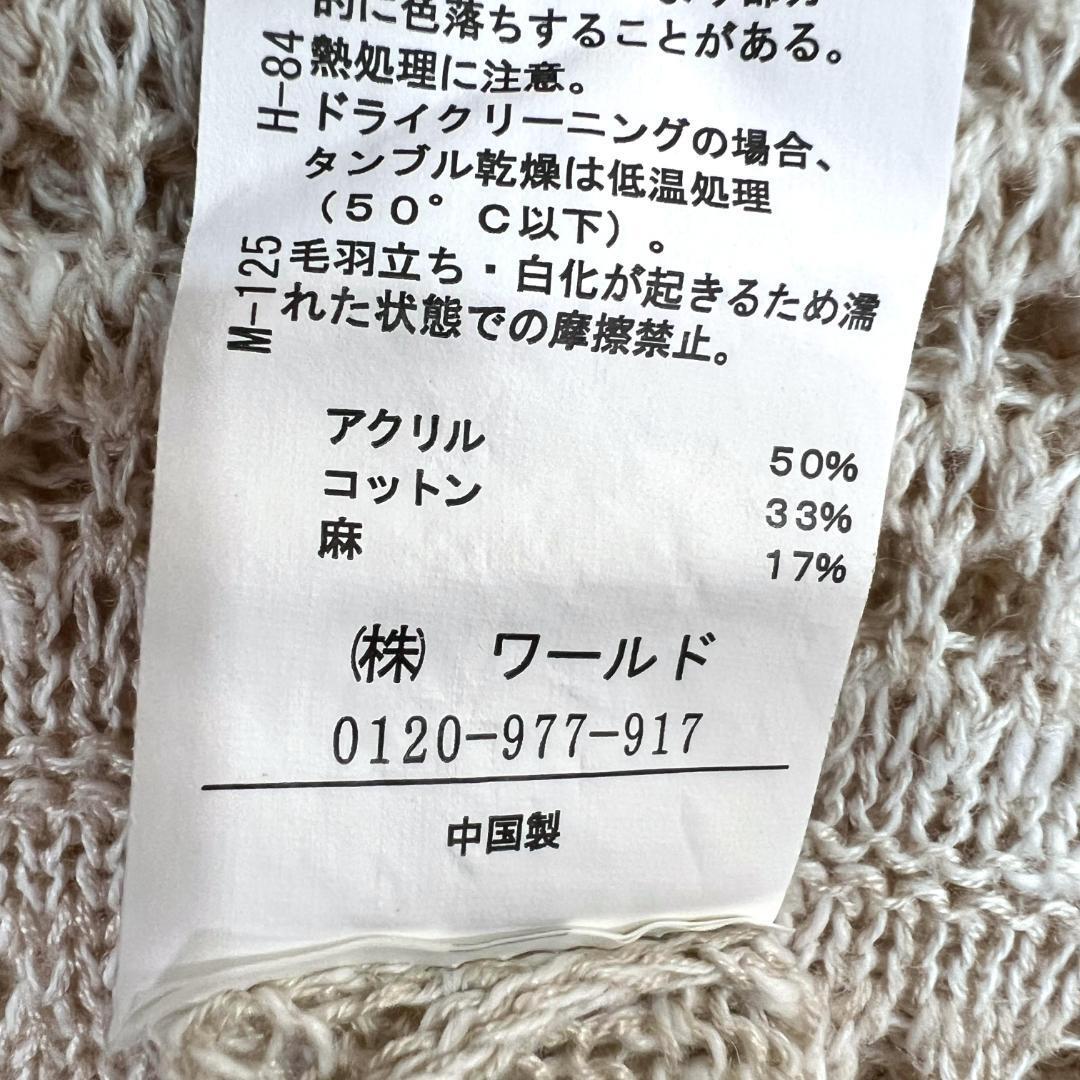 的に色落ちすることがある。
H-84 熱処理に注意。
ドライクリーニングの場合、
タンブル乾燥は低温処理
（５０°Ｃ以下）。
M-125 毛羽立ち・白化が起きるため濡
れた状態での摩擦禁止。
アクリル 50%
コットン 33%
麻 17%
㈱ ワールド
0120-977-917
中国製